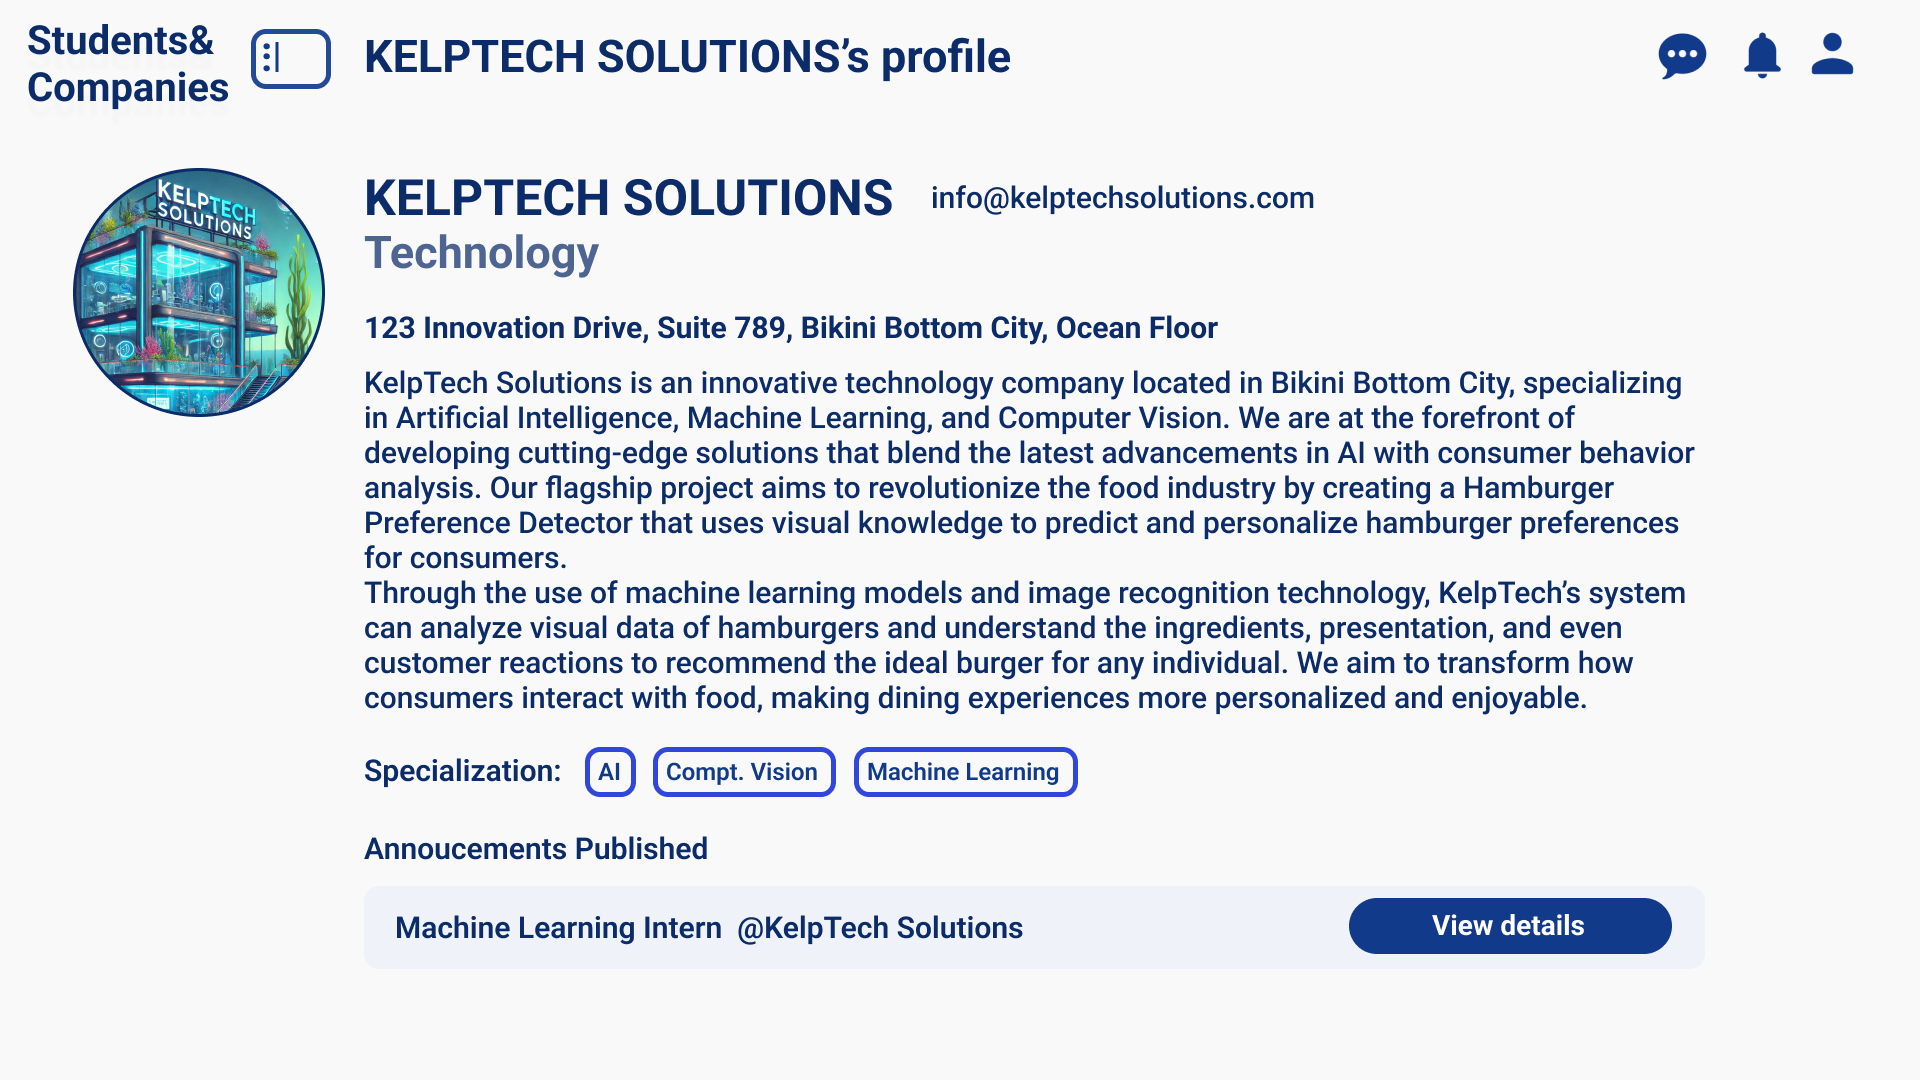 Students&
Companies
KELPTECH SOLUTIONS’s profile
KELPTECH
SOLUTIONS
KELPTECH SOLUTIONS
info@kelptechsolutions.com
Technology
123 Innovation Drive, Suite 789, Bikini Bottom City, Ocean Floor
KelpTech Solutions is an innovative technology company located in Bikini Bottom City, specializing
in Artificial Intelligence, Machine Learning, and Computer Vision. We are at the forefront of
developing cutting-edge solutions that blend the latest advancements in AI with consumer behavior
analysis. Our flagship project aims to revolutionize the food industry by creating a Hamburger
Preference Detector that uses visual knowledge to predict and personalize hamburger preferences
for consumers.
Through the use of machine learning models and image recognition technology, KelpTech’s system
can analyze visual data of hamburgers and understand the ingredients, presentation, and even
customer reactions to recommend the ideal burger for any individual. We aim to transform how
consumers interact with food, making dining experiences more personalized and enjoyable.
Specialization: AI Compt. Vision Machine Learning
Annoucements Published
Machine Learning Intern @KelpTech Solutions View details